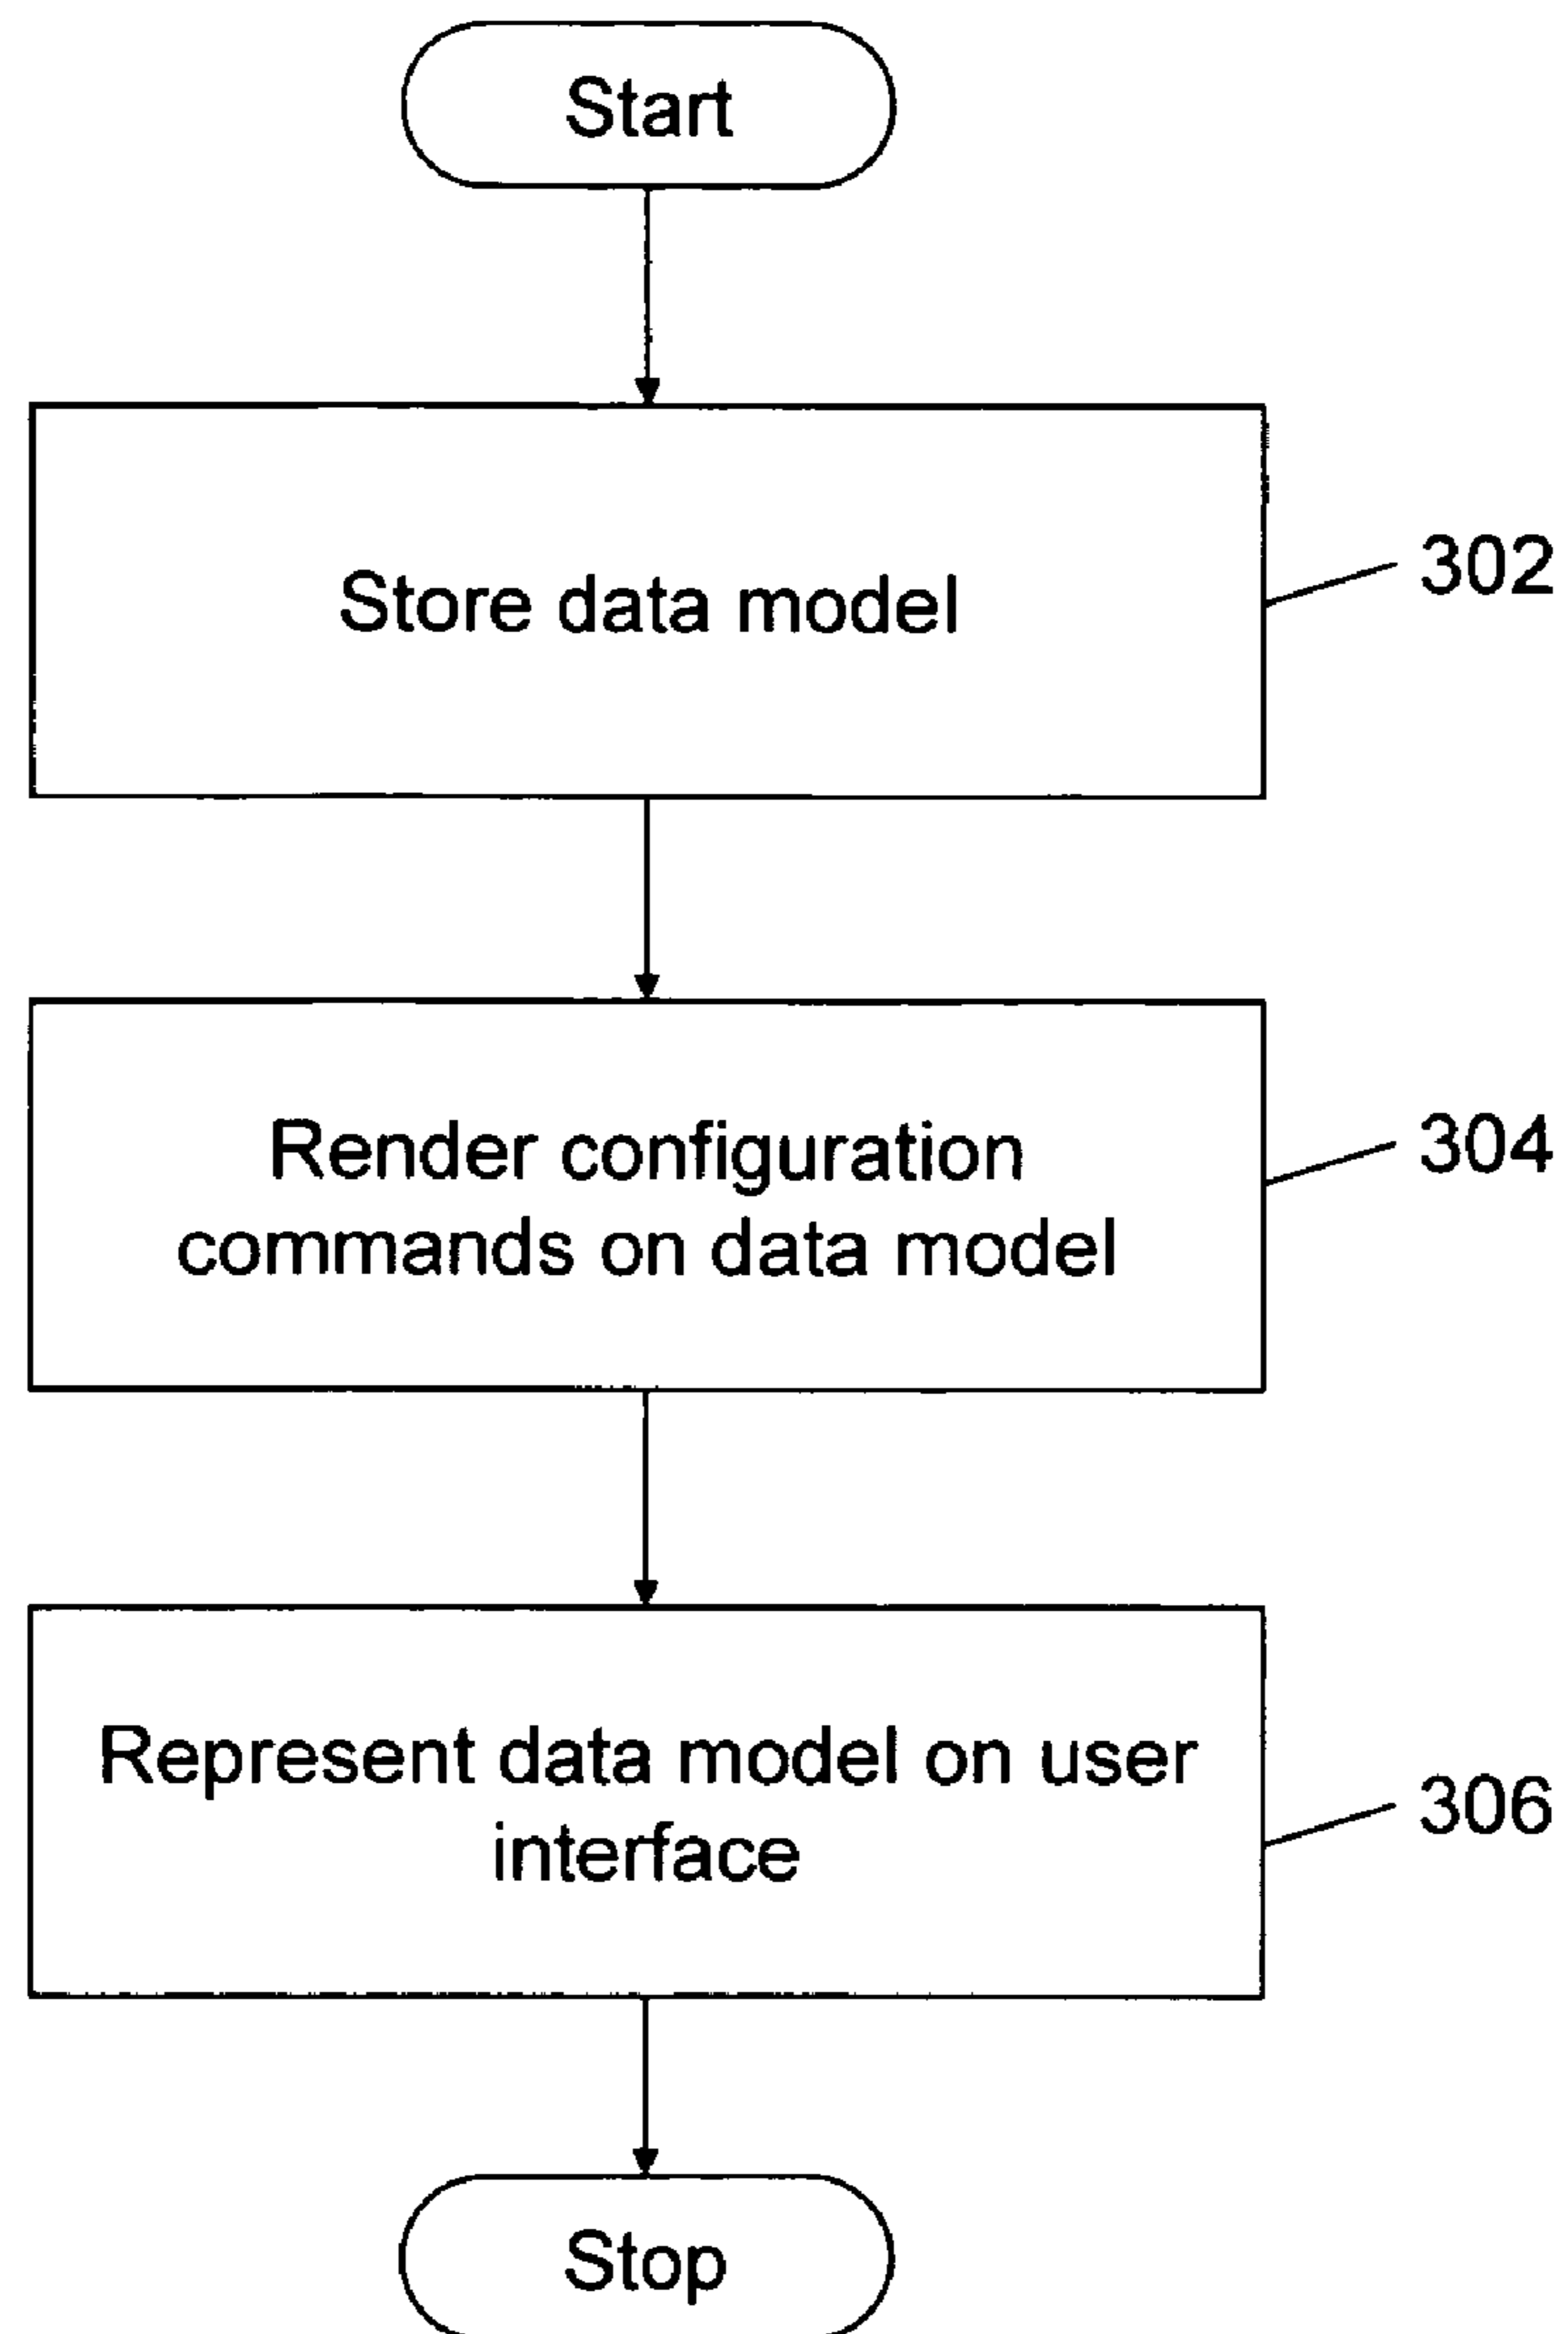 Start
Store data model
302
Render configuration
commands on data model
304
Represent data model on user
interface
306
Stop